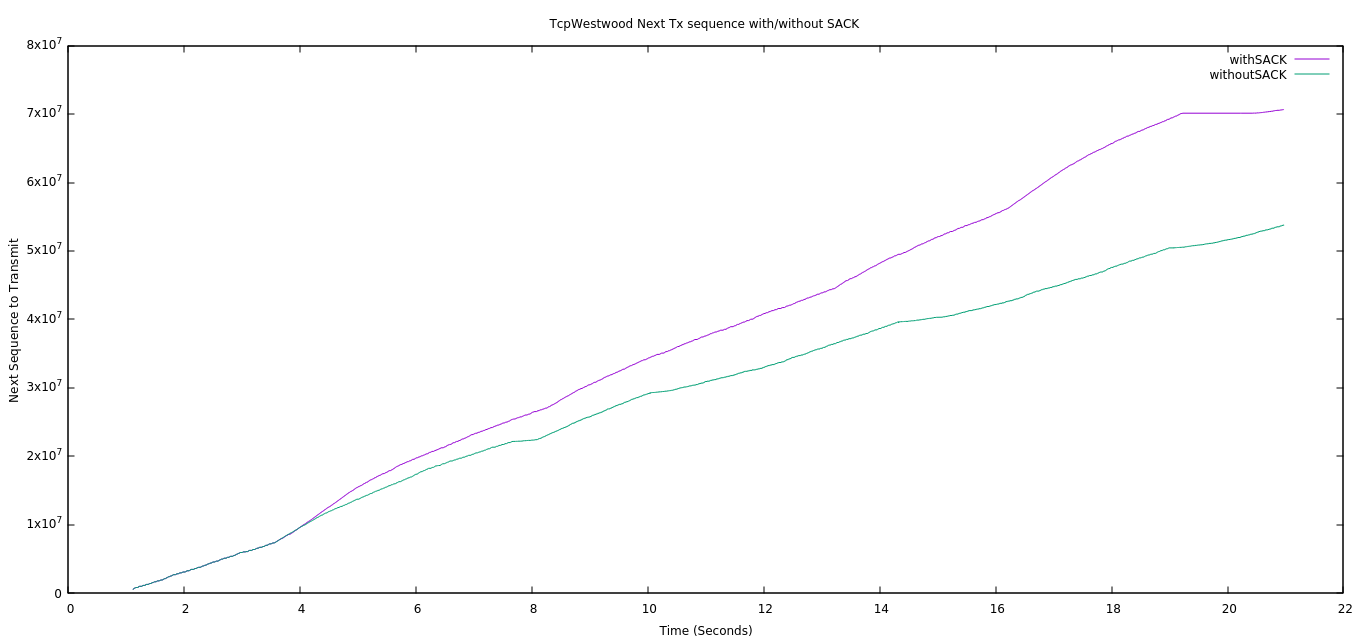 TcpWestwood Next Tx sequence with/without SACK
withSACK
withoutSACK
8x10^7
7x10^7
6x10^7
5x10^7
4x10^7
3x10^7
2x10^7
1x10^7
0
Next Sequence to Transmit
0 2 4 6 8 10 12 14 16 18 20 22
Time (Seconds)